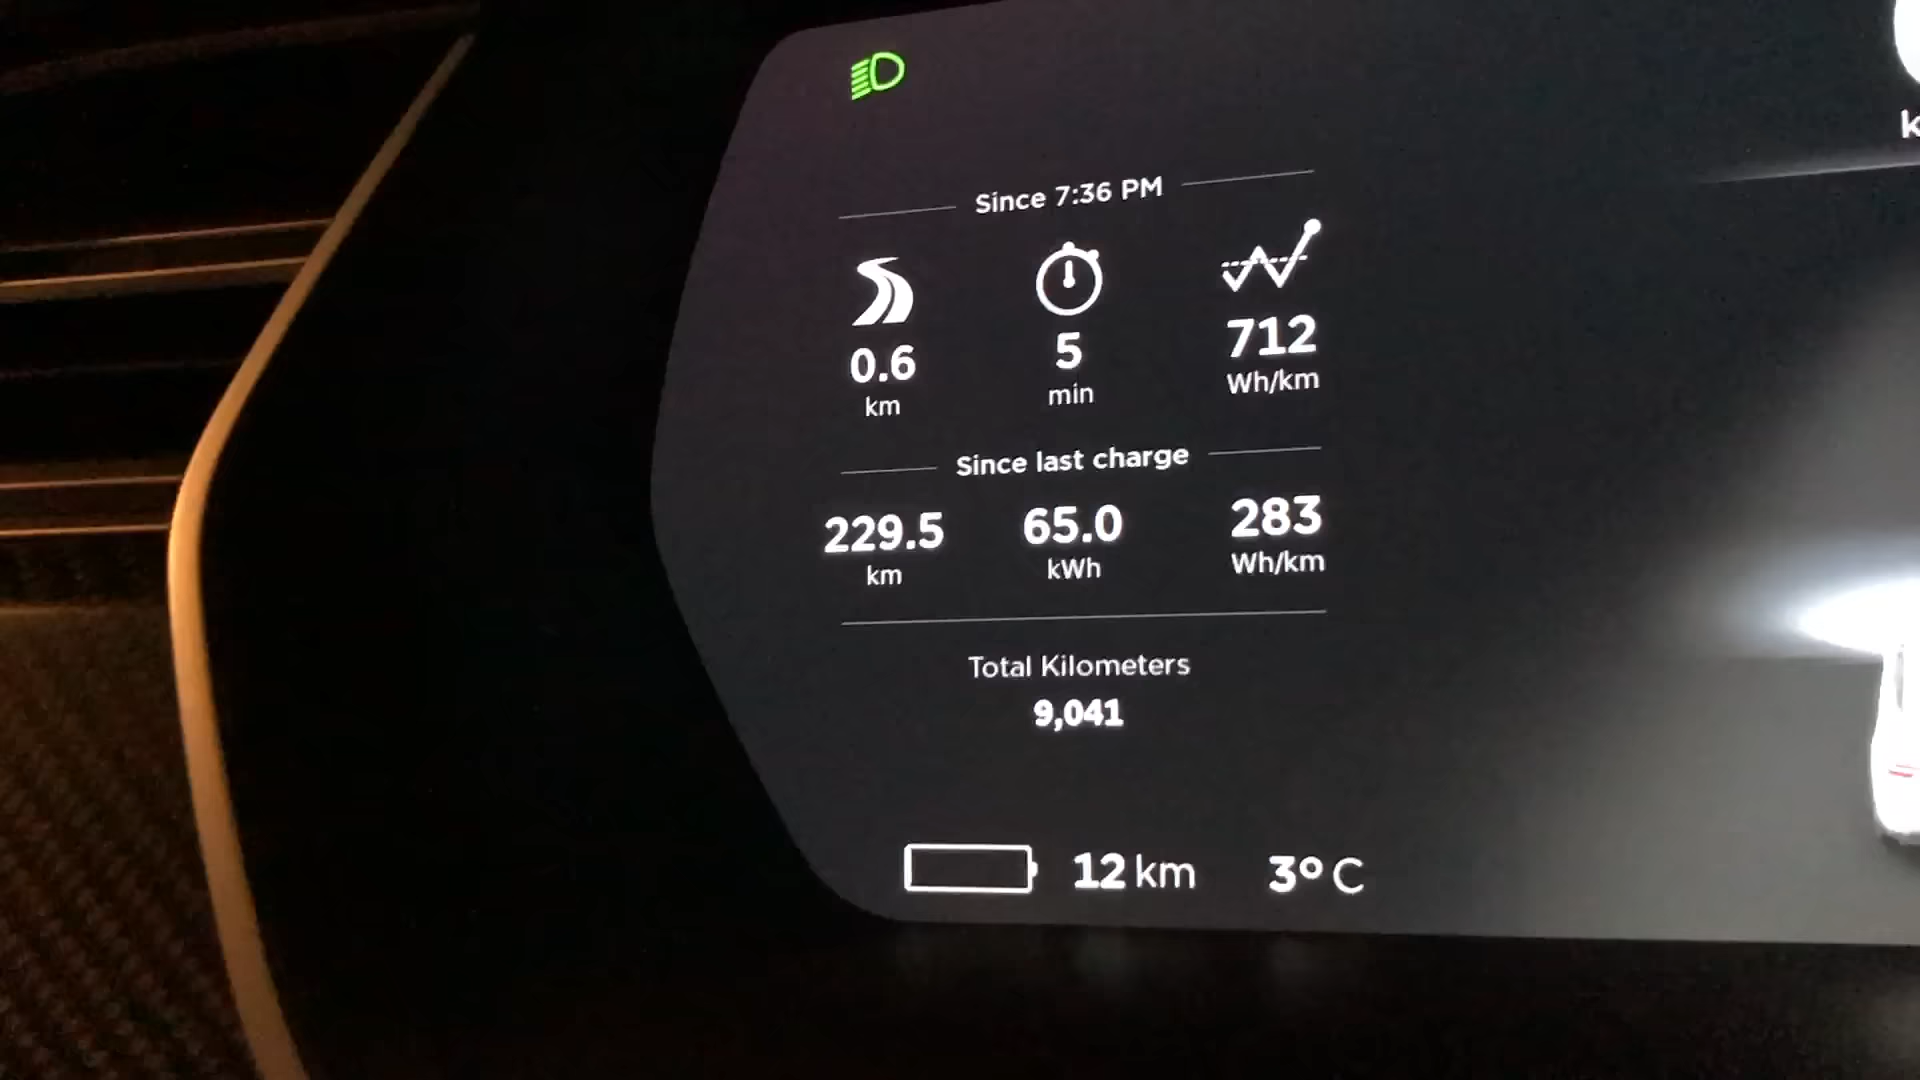 Since 7:36 PM
0.6 5 712
km min Wh/km
Since last charge
229.5 65.0 283
km kWh Wh/km
Total Kilometers
9,041
12 km 3° C